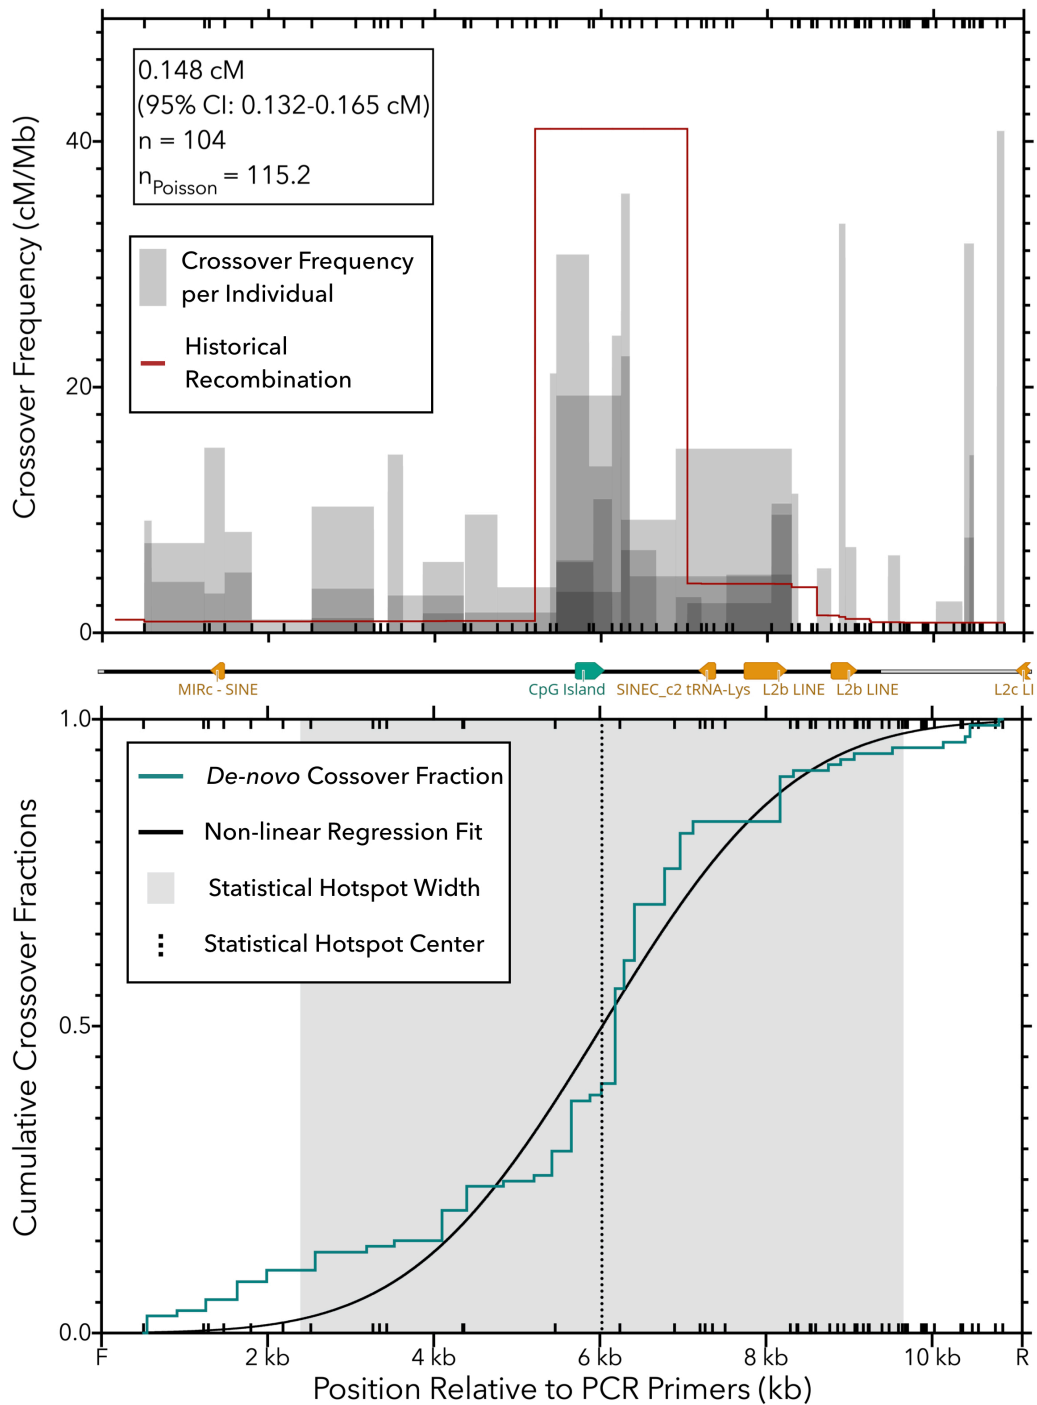 0.148 cM
(95% CI: 0.132-0.165 cM)
n = 104
nPoisson = 115.2
Crossover Frequency
per Individual
Historical
Recombination
Crossover Frequency (cM/Mb)
40
20
0
MIRc - SINE
CpG Island
SINEC_c2 tRNA-Lys
L2b LINE
L2b LINE
L2c LI
De-novo Cossover Fraction
Non-linear Regression Fit
Statistical Hotspot Width
Statistical Hotspot Center
Cumulative Crossover Fractions
1.0
0.5
0.0
F
2 kb
4 kb
6 kb
8 kb
10 kb
R
Position Relative to PCR Primers (kb)